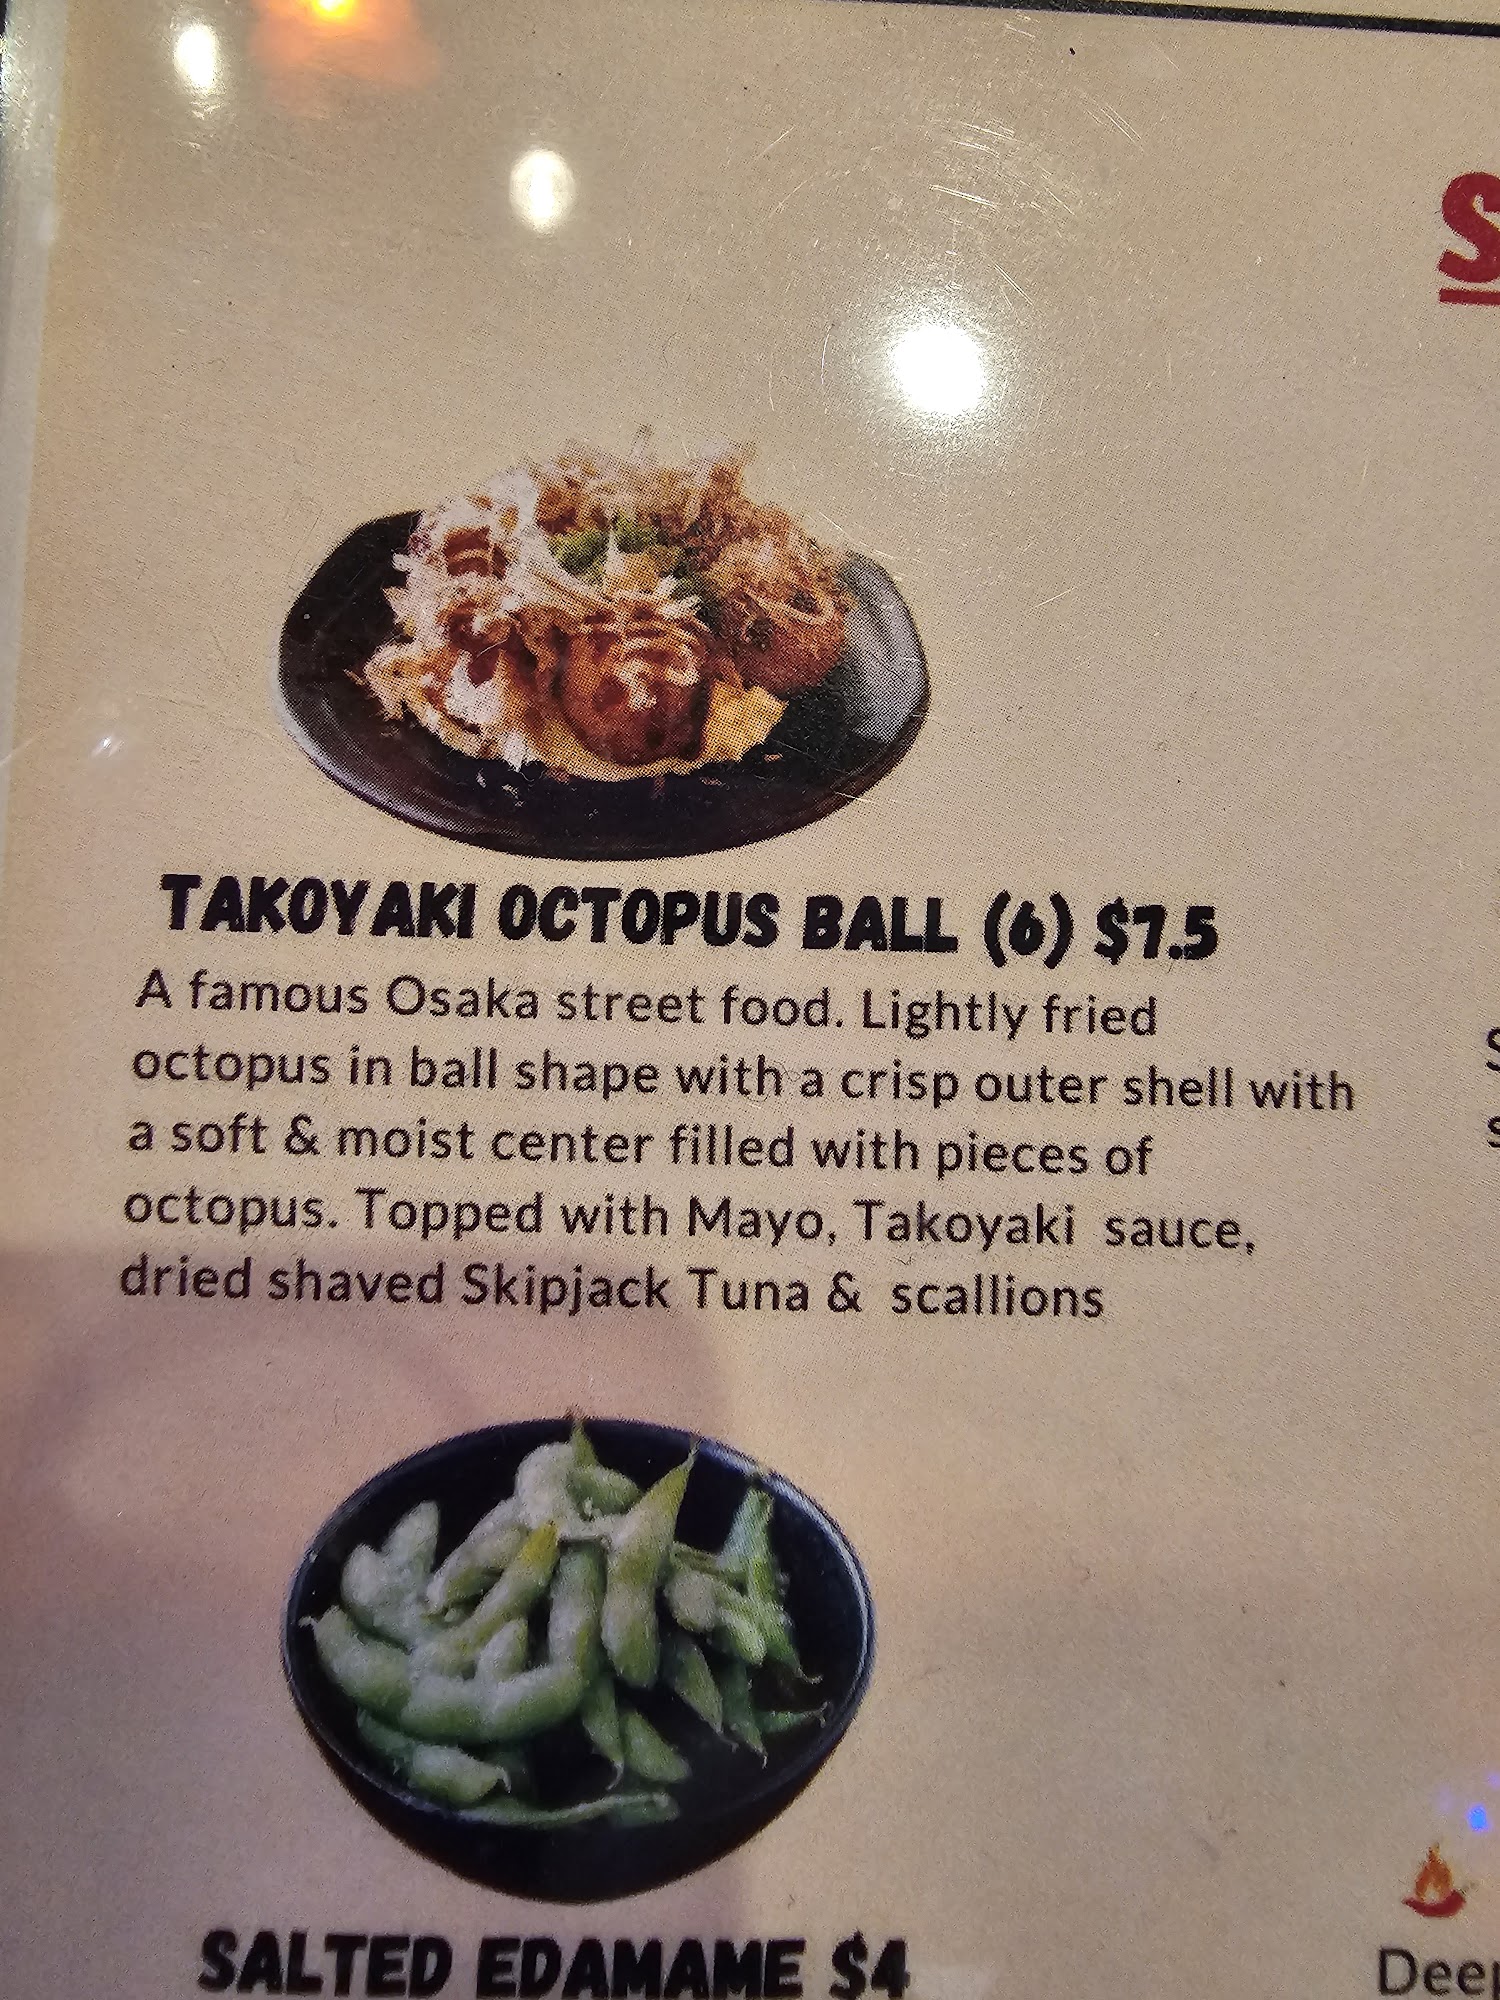 TAKOYAKI OCTOPUS BALL (6) $7.5
A famous Osaka street food. Lightly fried
octopus in ball shape with a crisp outer shell with
a soft & moist center filled with pieces of
octopus. Topped with Mayo, Takoyaki sauce,
dried shaved Skipjack Tuna & scallions
SALTED EDAMAME $4